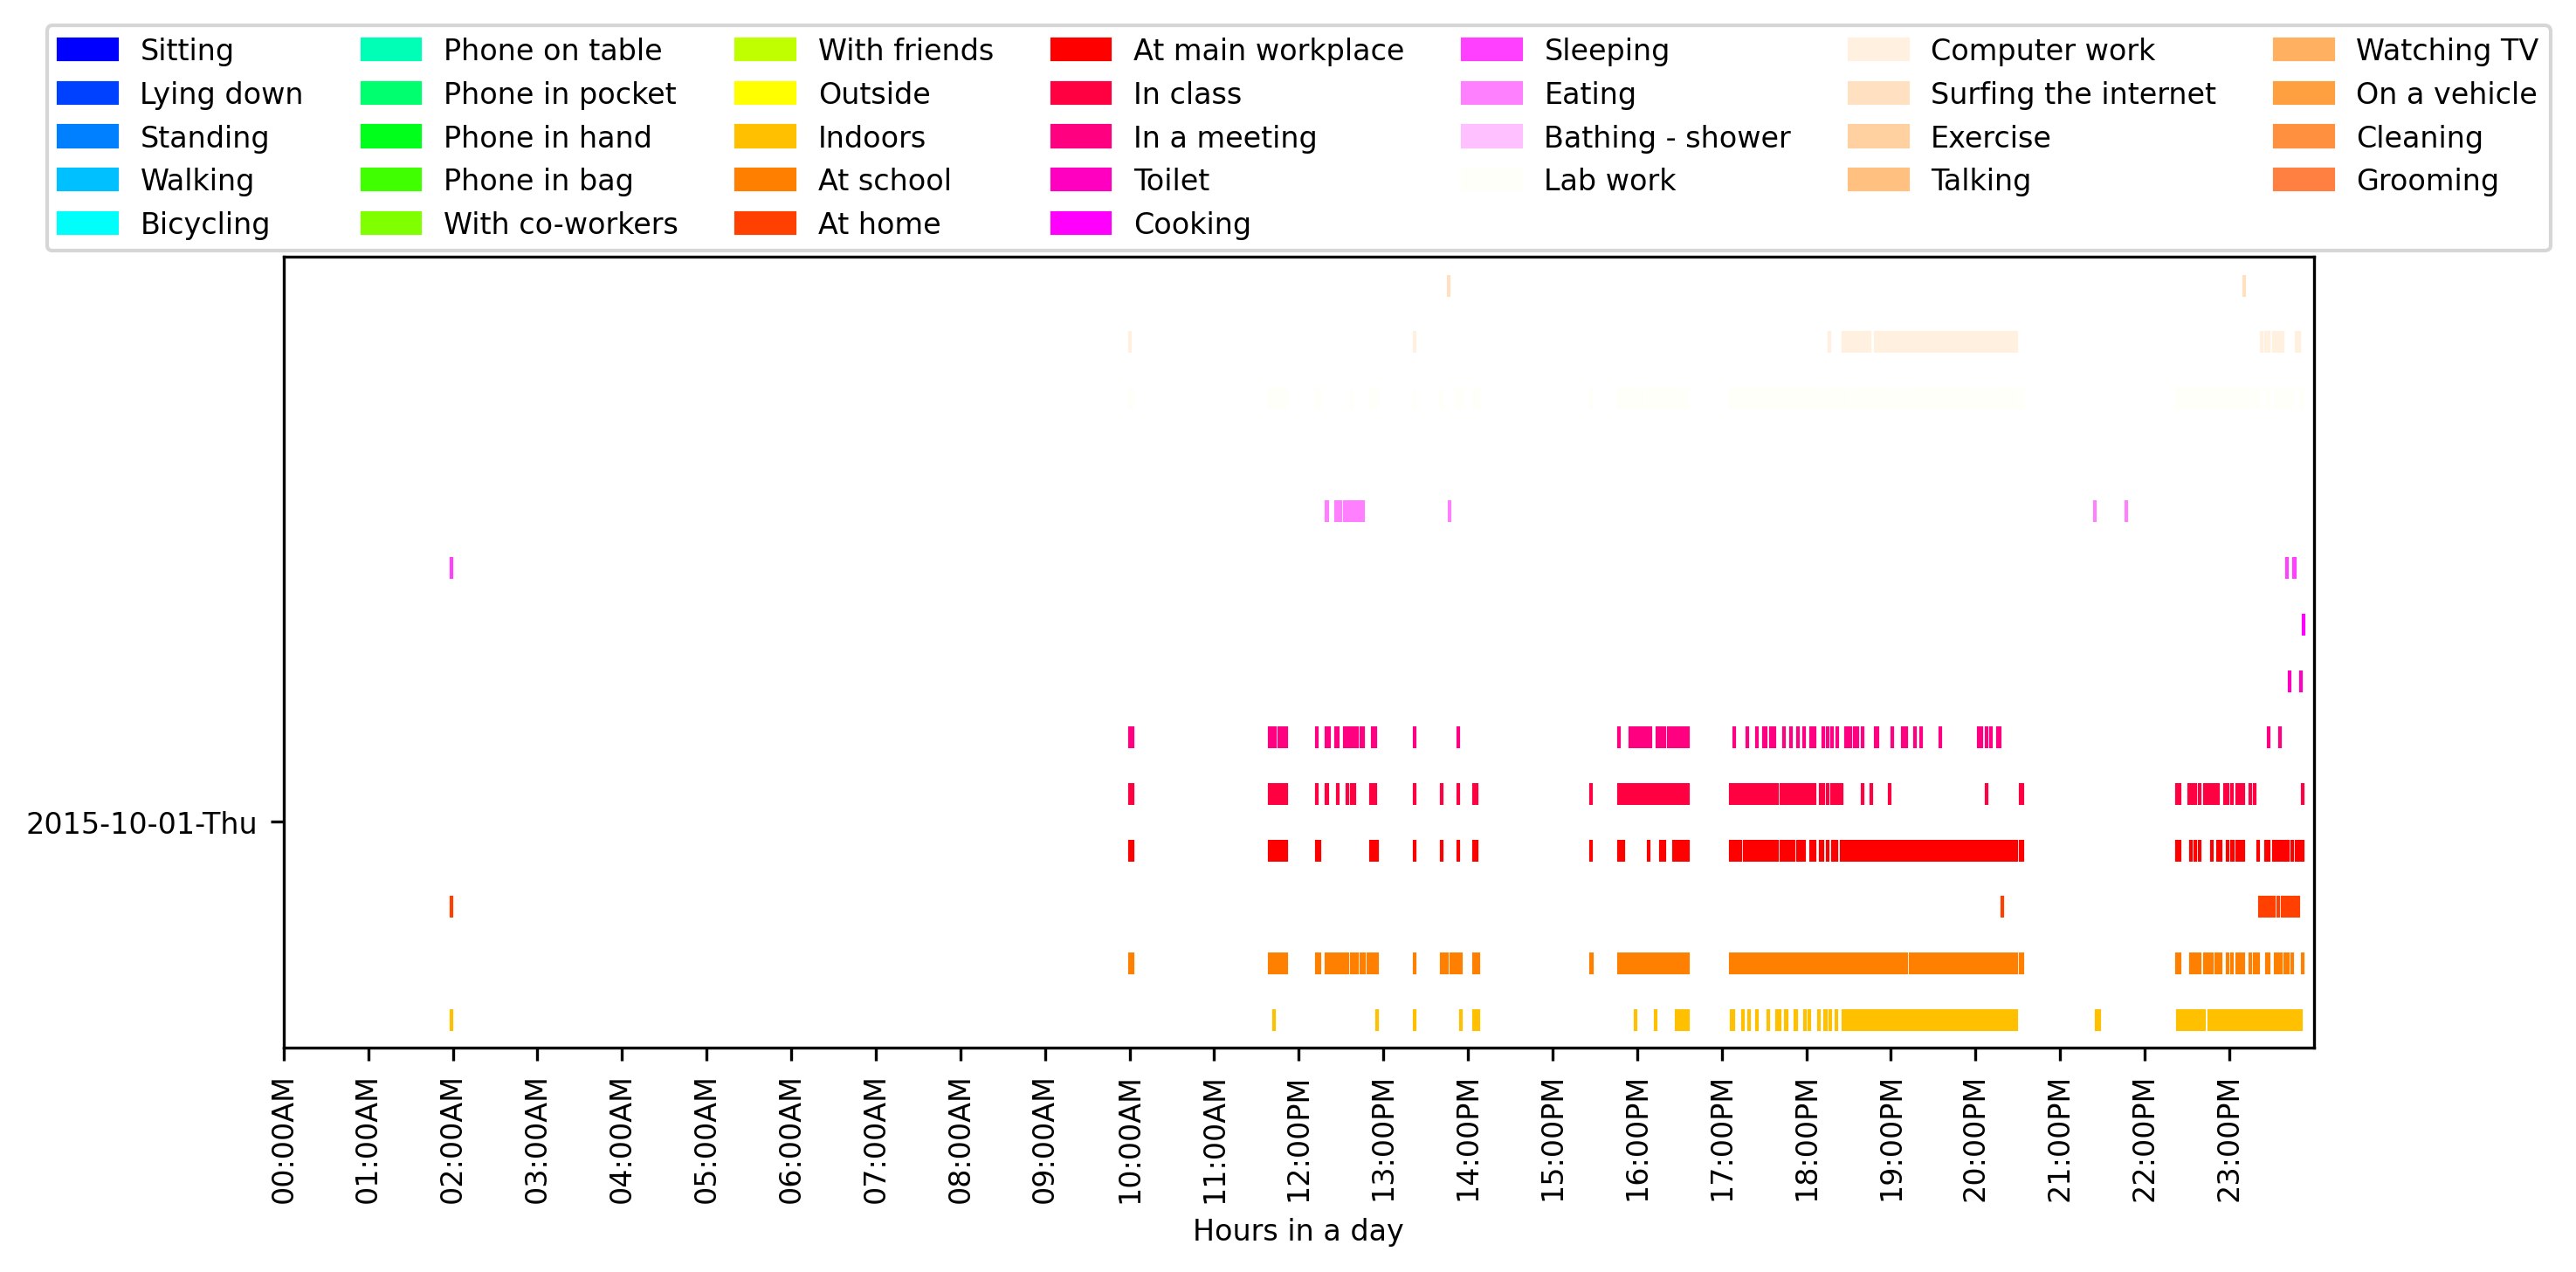 Sitting Phone on table With friends At main workplace Sleeping Computer work Watching TV
Lying down Phone in pocket Outside In class Eating Surfing the internet On a vehicle
Standing Phone in hand Indoors In a meeting Bathing - shower Exercise Cleaning
Walking Phone in bag At school Toilet Lab work Talking Grooming
Bicycling With co-workers At home Cooking
2015-10-01-Thu
00:00AM 01:00AM 02:00AM 03:00AM 04:00AM 05:00AM 06:00AM 07:00AM 08:00AM 09:00AM 10:00AM 11:00AM 12:00PM 13:00PM 14:00PM 15:00PM 16:00PM 17:00PM 18:00PM 19:00PM 20:00PM 21:00PM 22:00PM 23:00PM
Hours in a day